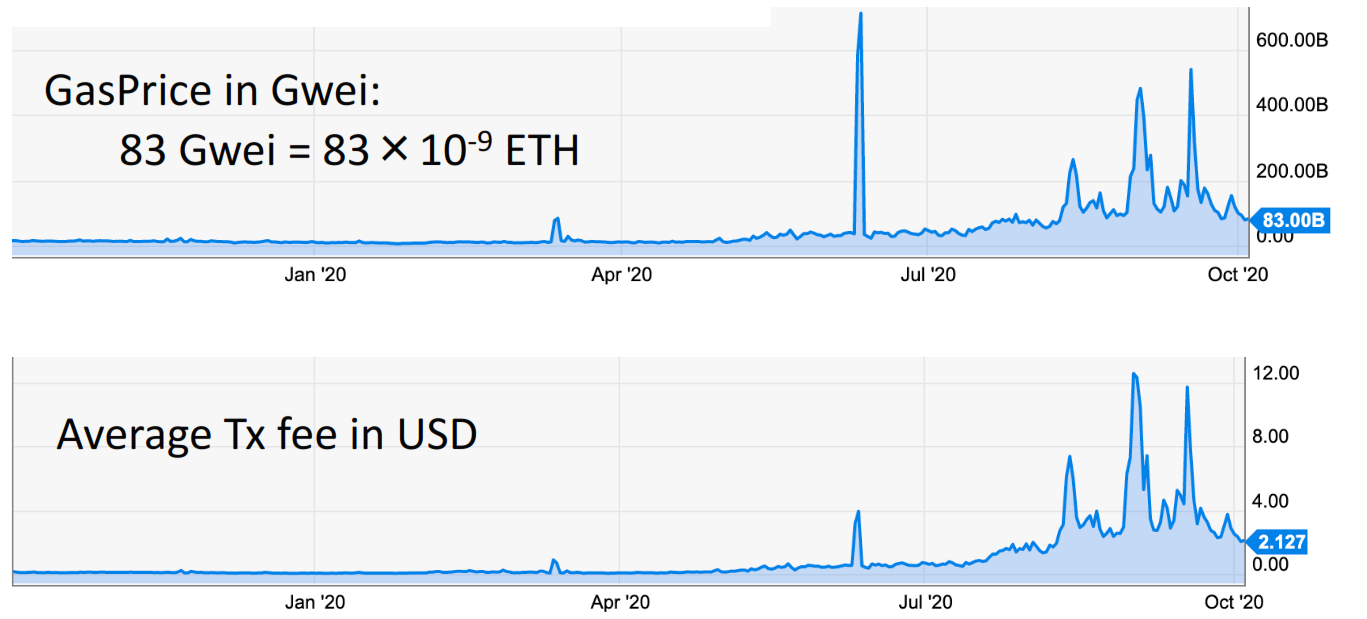 GasPrice in Gwei:
83 Gwei = 83 × 10⁻⁹ ETH
600.00B
400.00B
200.00B
83.00B
0.00
Jan '20 Apr '20 Jul '20 Oct '20
Average Tx fee in USD
12.00
8.00
4.00
2.127
0.00
Jan '20 Apr '20 Jul '20 Oct '20